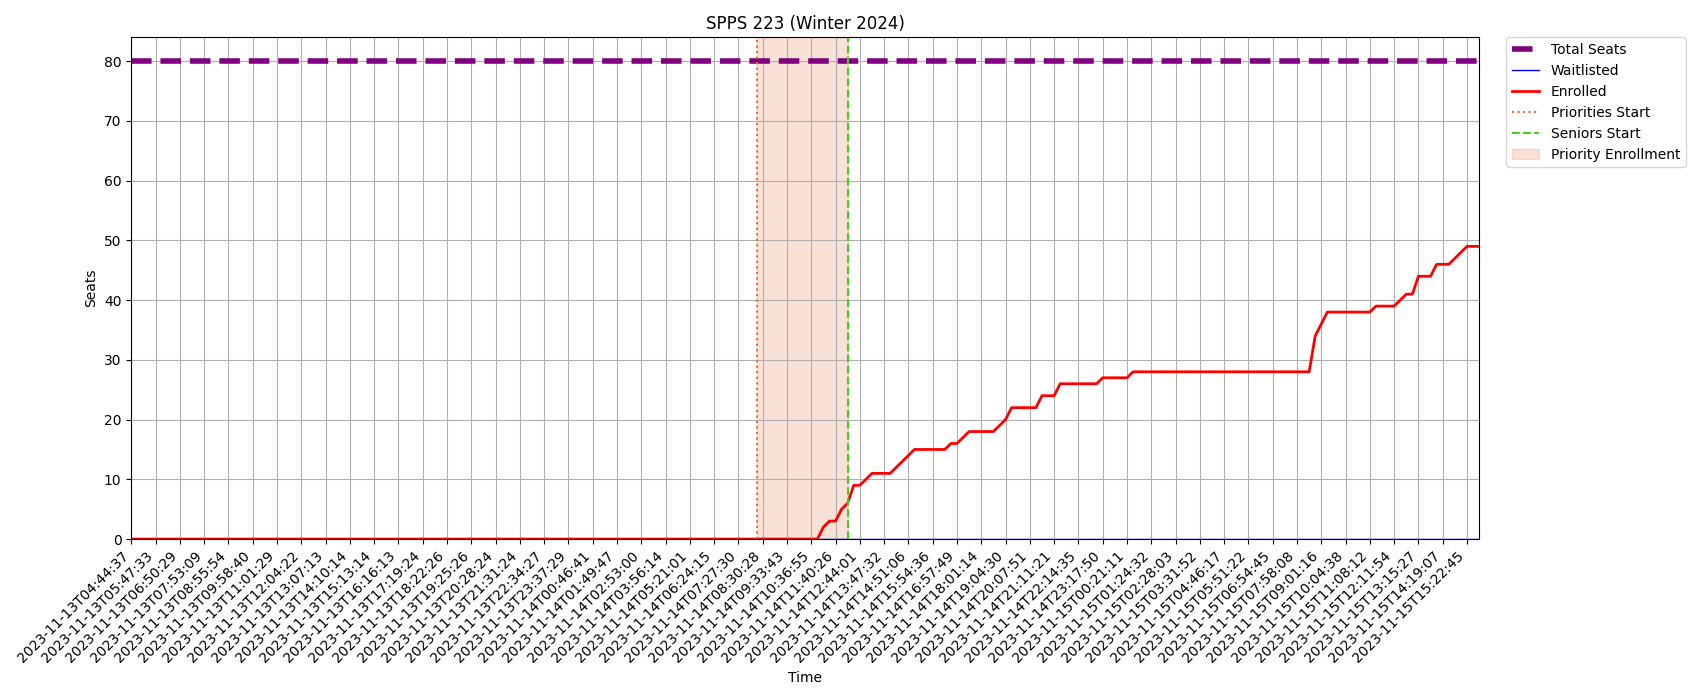 SPPS 223 (Winter 2024)
Total Seats
Waitlisted
Enrolled
Priorities Start
Seniors Start
Priority Enrollment
Seats
80
70
60
50
40
30
20
10
0
2023-11-13T04:44:37
2023-11-13T05:47:33
2023-11-13T06:50:29
2023-11-13T07:53:09
2023-11-13T08:55:54
2023-11-13T09:58:40
2023-11-13T11:01:29
2023-11-13T12:04:22
2023-11-13T13:07:13
2023-11-13T14:10:14
2023-11-13T15:13:14
2023-11-13T16:16:13
2023-11-13T17:19:24
2023-11-13T18:22:26
2023-11-13T19:25:26
2023-11-13T20:28:24
2023-11-13T21:31:24
2023-11-13T22:34:27
2023-11-13T23:37:29
2023-11-14T00:46:41
2023-11-14T01:49:47
2023-11-14T02:53:00
2023-11-14T03:56:14
2023-11-14T05:21:01
2023-11-14T06:24:15
2023-11-14T07:27:30
2023-11-14T08:30:28
2023-11-14T09:33:43
2023-11-14T10:36:55
2023-11-14T11:40:26
2023-11-14T12:44:01
2023-11-14T13:47:32
2023-11-14T14:51:06
2023-11-14T15:54:36
2023-11-14T16:57:49
2023-11-14T18:01:14
2023-11-14T19:04:30
2023-11-14T20:07:51
2023-11-14T21:11:21
2023-11-14T22:14:35
2023-11-14T23:17:50
2023-11-15T00:21:11
2023-11-15T01:24:32
2023-11-15T02:28:03
2023-11-15T03:31:52
2023-11-15T04:46:17
2023-11-15T05:51:22
2023-11-15T06:54:45
2023-11-15T07:58:08
2023-11-15T09:01:16
2023-11-15T10:04:38
2023-11-15T11:08:12
2023-11-15T12:11:54
2023-11-15T13:15:27
2023-11-15T14:19:07
2023-11-15T15:22:45
Time